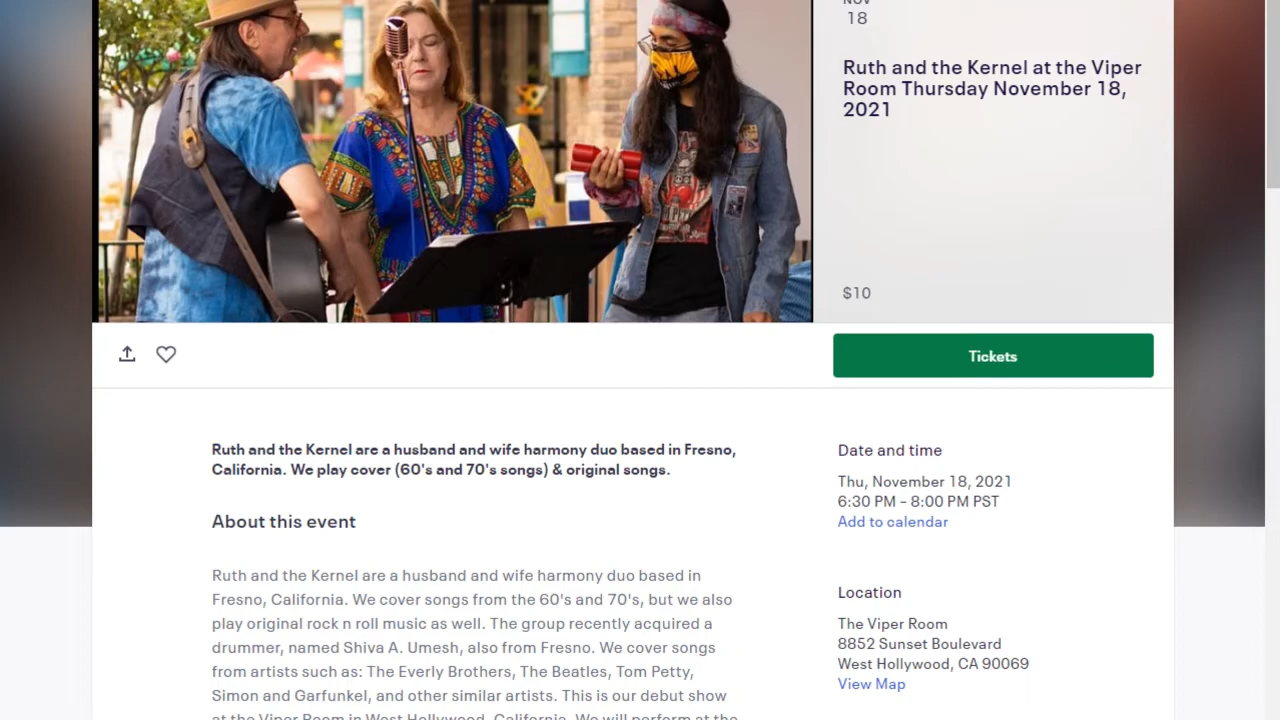 18
Ruth and the Kernel at the Viper
Room Thursday November 18,
2021
$10
Tickets
Ruth and the Kernel are a husband and wife harmony duo based in Fresno,
California. We play cover (60's and 70's songs) & original songs.
About this event
Ruth and the Kernel are a husband and wife harmony duo based in
Fresno, California. We cover songs from the 60's and 70's, but we also
play original rock n roll music as well. The group recently acquired a
drummer, named Shiva A. Umesh, also from Fresno. We cover songs
from artists such as: The Everly Brothers, The Beatles, Tom Petty,
Simon and Garfunkel, and other similar artists. This is our debut show
at the Viper Room in West Hollywood, California. We will perform at the
Date and time
Thu, November 18, 2021
6:30 PM – 8:00 PM PST
Add to calendar
Location
The Viper Room
8852 Sunset Boulevard
West Hollywood, CA 90069
View Map